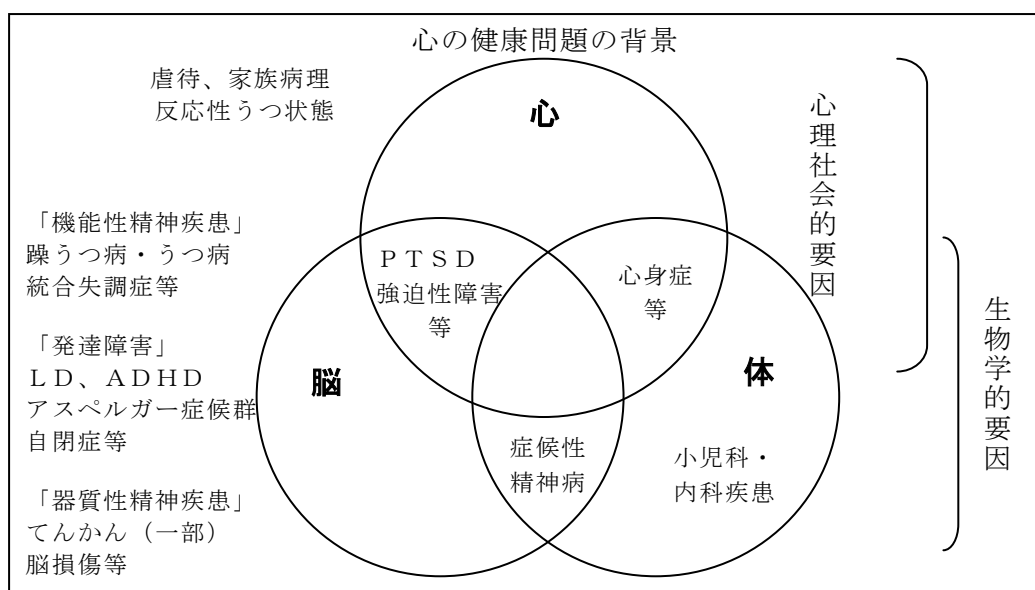 心の健康問題の背景
虐待、家族病理
反応性うつ状態
心
心理社会的要因
「機能性精神疾患」
躁うつ病・うつ病
統合失調症等
ＰＴＳＤ
強迫性障害
等
心身症
等
生物学的要因
「発達障害」
ＬＤ、ＡＤＨＤ
アスペルガー症候群
自閉症等
脳
体
症候性
精神病
小児科・
内科疾患
「器質性精神疾患」
てんかん（一部）
脳損傷等